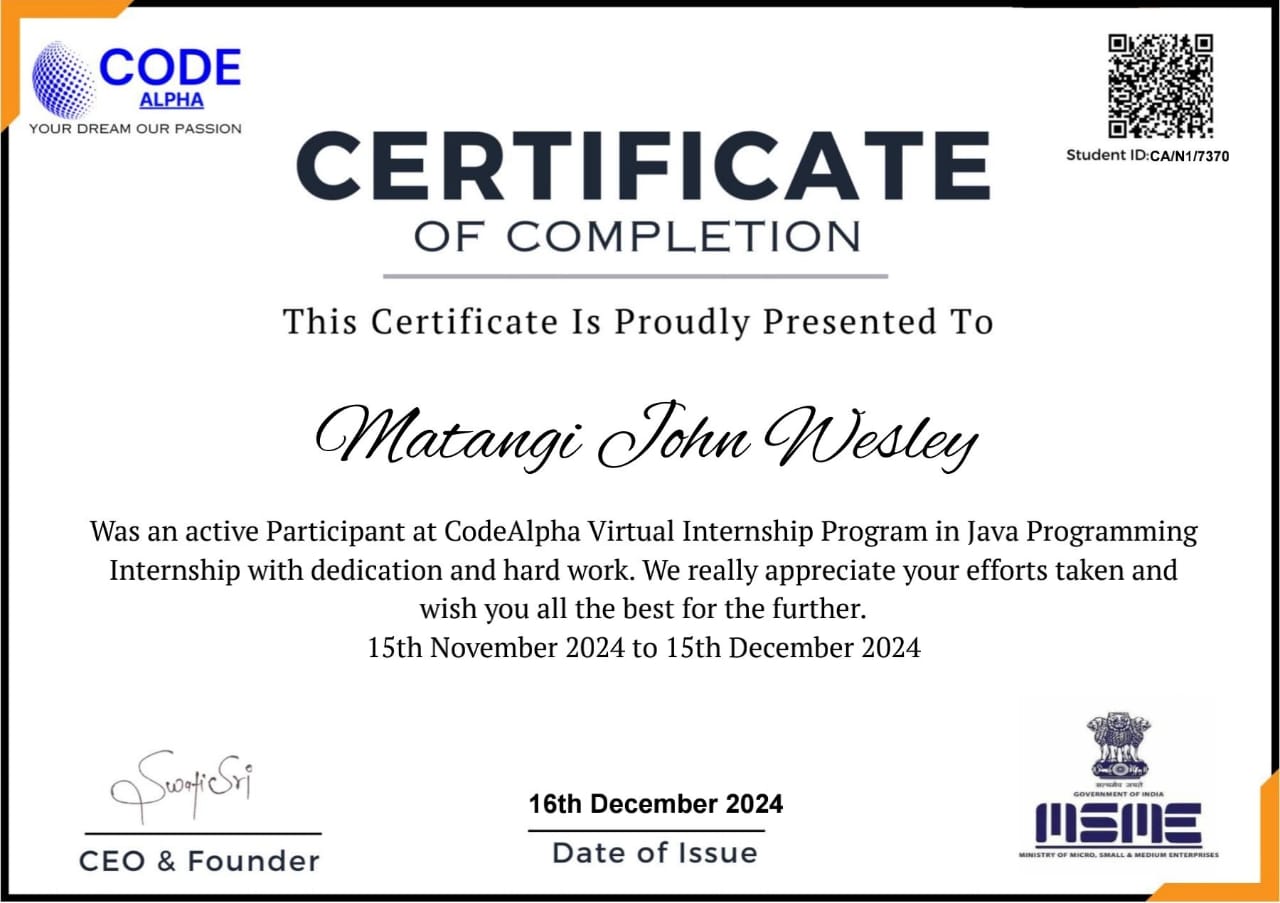 CODE
ALPHA
YOUR DREAM OUR PASSION
Student ID:CA/N1/7370
CERTIFICATE
OF COMPLETION
This Certificate Is Proudly Presented To
Matangi John Wesley
Was an active Participant at CodeAlpha Virtual Internship Program in Java Programming
Internship with dedication and hard work. We really appreciate your efforts taken and
wish you all the best for the further.
15th November 2024 to 15th December 2024
Swati Sri
CEO & Founder
16th December 2024
Date of Issue
सत्यमेव जयते
GOVERNMENT OF INDIA
MSME
MINISTRY OF MICRO, SMALL & MEDIUM ENTERPRISES